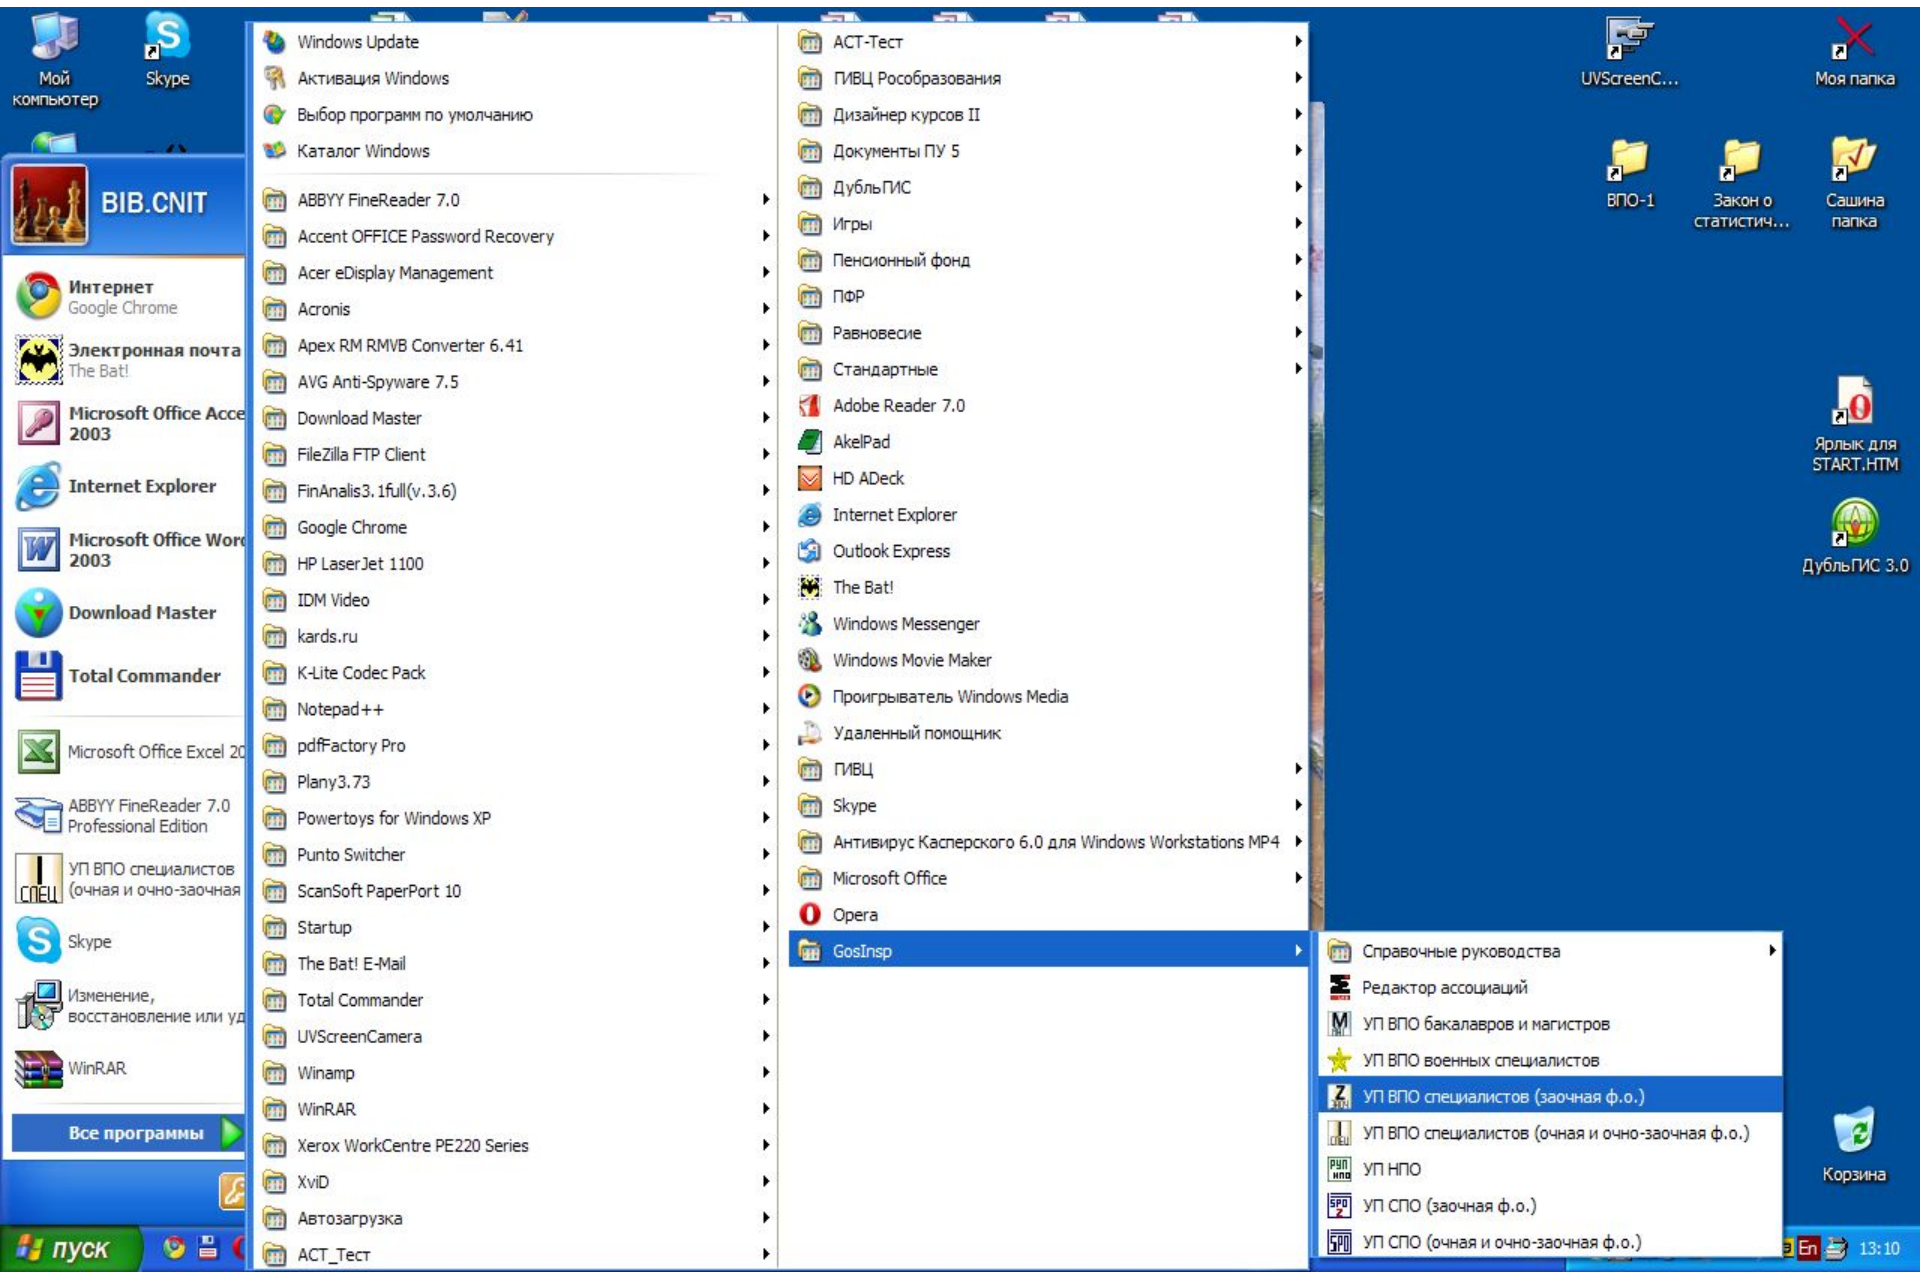 Мой
компьютер
Skype
UVScreenC...
Моя папка
ВПО-1
Закон о
статистич...
Сашина
папка
Ярлык для
START.HTM
ДубльГИС 3.0
Корзина
BIB.CNIT
Интернет
Google Chrome
Электронная почта
The Bat!
Microsoft Office Acce
2003
Internet Explorer
Microsoft Office Word
2003
Download Master
Total Commander
Microsoft Office Excel 20
ABBYY FineReader 7.0
Professional Edition
СПЕЦ
УП ВПО специалистов
(очная и очно-заочная
Skype
Изменение,
восстановление или уд
WinRAR
Все программы
Windows Update
Активация Windows
Выбор программ по умолчанию
Каталог Windows
ABBYY FineReader 7.0
Accent OFFICE Password Recovery
Acer eDisplay Management
Acronis
Apex RM RMVB Converter 6.41
AVG Anti-Spyware 7.5
Download Master
FileZilla FTP Client
FinAnalis3.1full(v.3.6)
Google Chrome
HP LaserJet 1100
IDM Video
kards.ru
K-Lite Codec Pack
Notepad++
pdfFactory Pro
Plany3.73
Powertoys for Windows XP
Punto Switcher
ScanSoft PaperPort 10
Startup
The Bat! E-Mail
Total Commander
UVScreenCamera
Winamp
WinRAR
Xerox WorkCentre PE220 Series
XviD
Автозагрузка
АСТ_Тест
АСТ-Тест
ГИВЦ Рособразования
Дизайнер курсов II
Документы ПУ 5
ДубльГИС
Игры
Пенсионный фонд
ПФР
Равновесие
Стандартные
Adobe Reader 7.0
AkelPad
HD ADeck
Internet Explorer
Outlook Express
The Bat!
Windows Messenger
Windows Movie Maker
Проигрыватель Windows Media
Удаленный помощник
ГИВЦ
Skype
Антивирус Касперского 6.0 для Windows Workstations MP4
Microsoft Office
Opera
GosInsp
Справочные руководства
Редактор ассоциаций
УП ВПО бакалавров и магистров
УП ВПО военных специалистов
УП ВПО специалистов (заочная ф.о.)
УП ВПО специалистов (очная и очно-заочная ф.о.)
УП НПО
УП СПО (заочная ф.о.)
УП СПО (очная и очно-заочная ф.о.)
пуск
En
13:10